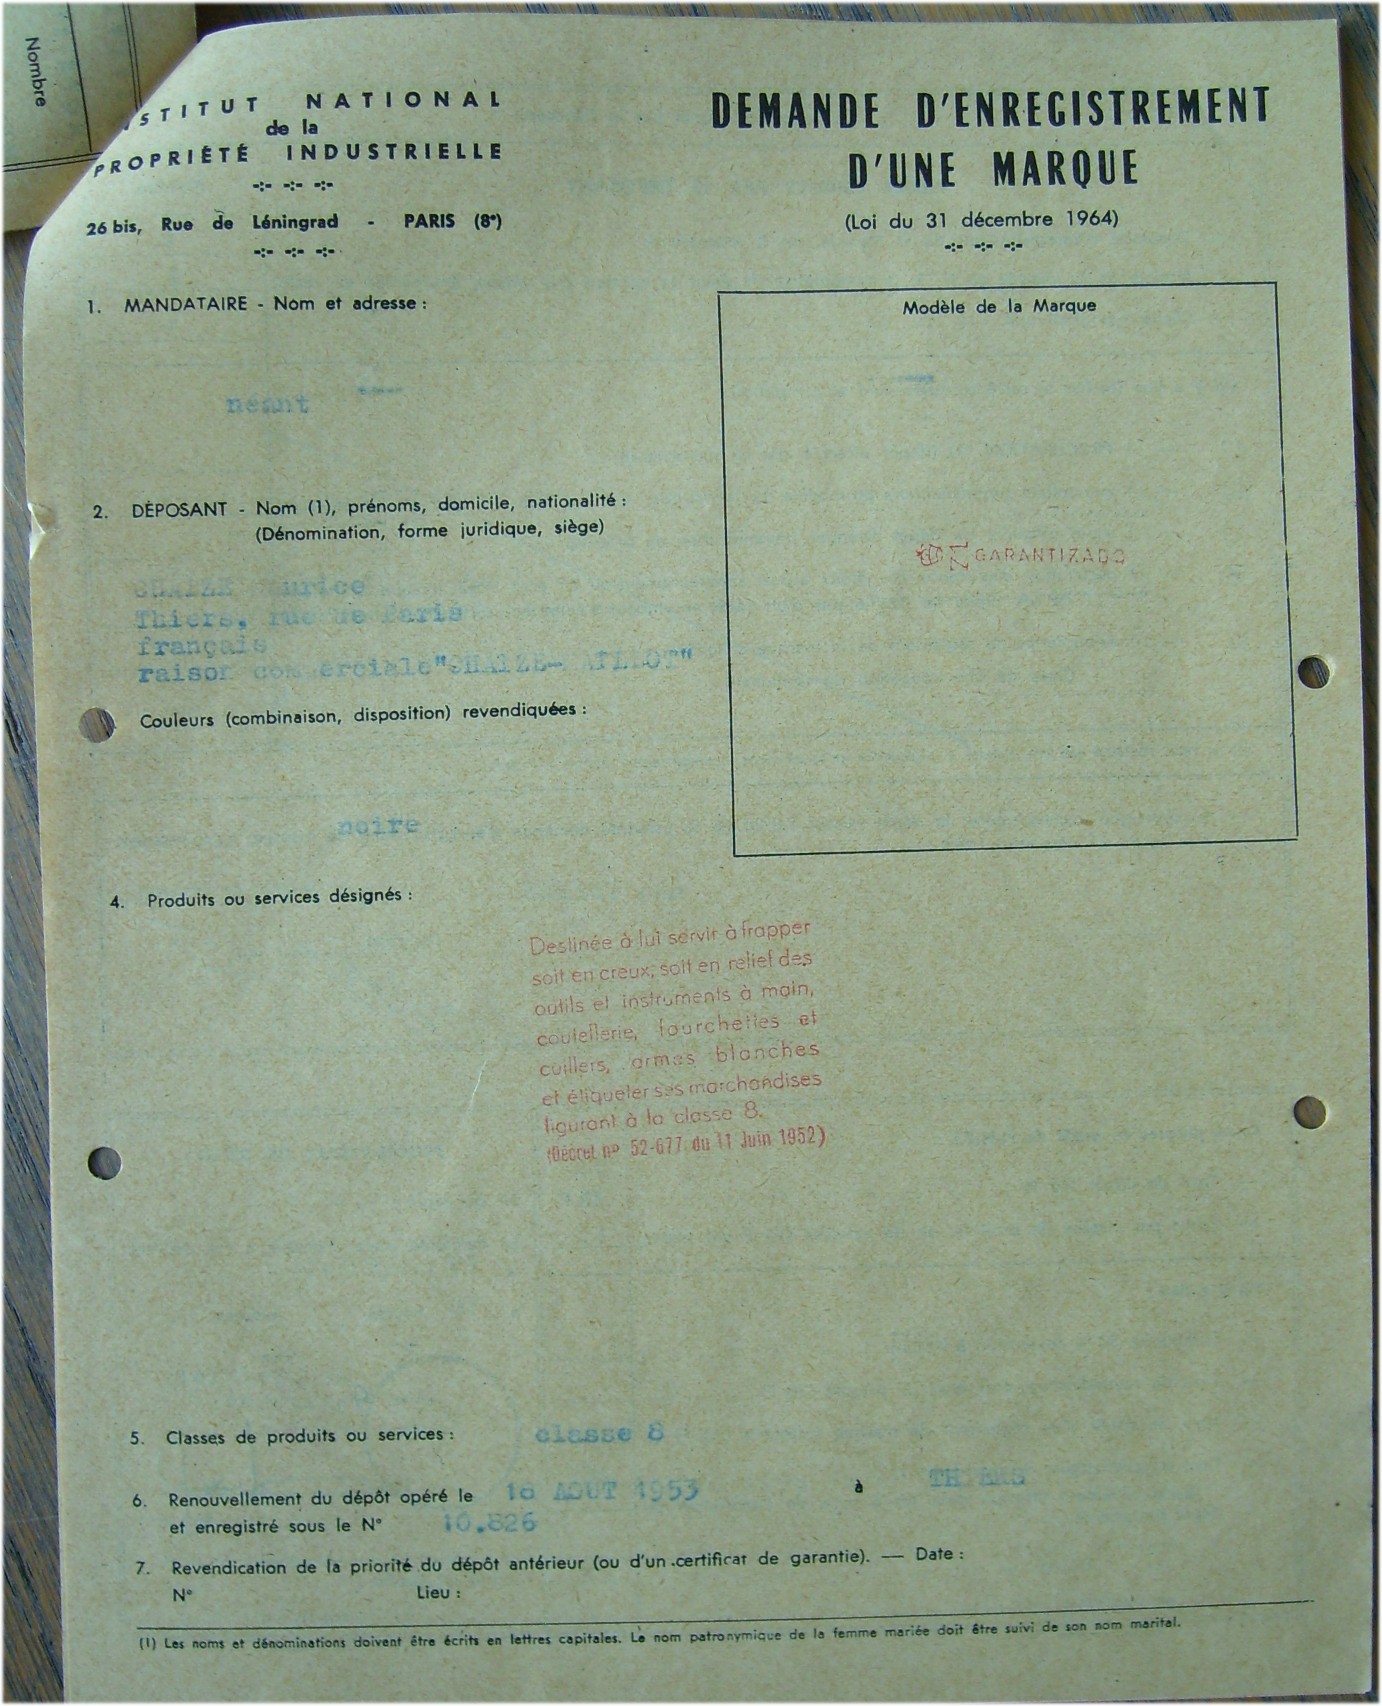 Nombre
INSTITUT NATIONAL
de la
PROPRIÉTÉ INDUSTRIELLE
26 bis, Rue de Léningrad - PARIS (8e)
DEMANDE D'ENREGISTREMENT
D'UNE MARQUE
(Loi du 31 décembre 1964)
1. MANDATAIRE - Nom et adresse :
néant
Modèle de la Marque
GARANTIZADO
2. DÉPOSANT - Nom (1), prénoms, domicile, nationalité :
(Dénomination, forme juridique, siège)
Thiers, rue de Paris
français
raison commerciale
Couleurs (combinaison, disposition) revendiquées :
noire
4. Produits ou services désignés :
Destinée à lui servir à frapper
soit en creux, soit en relief des
outils et instruments à main,
coutellerie, fourchettes et
cuillers, armes blanches
et étiqueter ses marchandises
figurant à la classe 8.
(Décret nº 52-677 du 11 Juin 1952)
5. Classes de produits ou services : classe 8
6. Renouvellement du dépôt opéré le 18 AOUT 1953 à THIERS
et enregistré sous le N° 10.826
7. Revendication de la priorité du dépôt antérieur (ou d'un certificat de garantie). — Date :
N° Lieu :
(1) Les noms et dénominations doivent être écrits en lettres capitales. Le nom patronymique de la femme mariée doit être suivi de son nom marital.